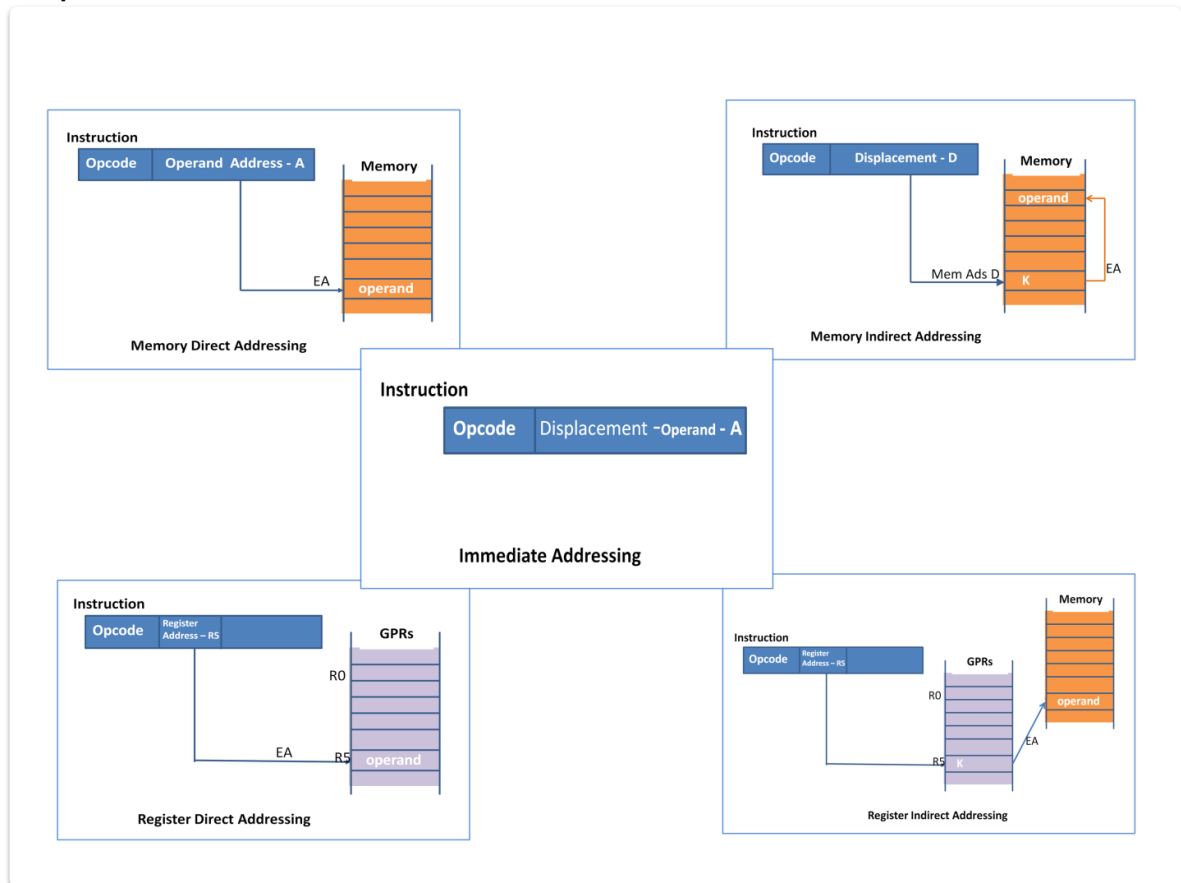 Instruction
Opcode Operand Address - A
Memory
EA
operand
Memory Direct Addressing
Instruction
Opcode Displacement - D
Memory
operand
Mem Ads D
K
EA
Memory Indirect Addressing
Instruction
Opcode Displacement -Operand - A
Immediate Addressing
Instruction
Opcode
Register
Address – R5
GPRs
R0
EA
R5
operand
Register Direct Addressing
Memory
Instruction
Opcode
Register
Address – R5
GPRs
R0
operand
EA
R5
K
Register Indirect Addressing